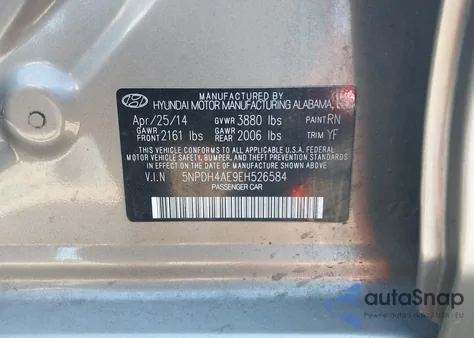 MANUFACTURED BY
HYUNDAI MOTOR MANUFACTURING ALABAMA,
Apr/25/14 GVWR 3880 lbs PAINT RN
GAWR FRONT 2161 lbs GAWR REAR 2006 lbs TRIM YF
THIS VEHICLE CONFORMS TO ALL APPLICABLE U.S.A. FEDERAL
MOTOR VEHICLE SAFETY, BUMPER, AND THEFT PREVENTION STANDARDS
IN EFFECT ON THE DATE OF MANUFACTURE SHOWN ABOVE.
V.I.N 5NPDH4AE9EH526584
PASSENGER CAR
autoSnap